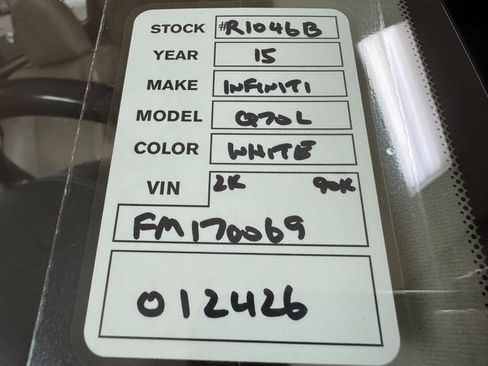 STOCK #R1046B
YEAR 15
MAKE INFINITI
MODEL Q70L
COLOR WHITE
VIN 2K 90K
FM170069
012426